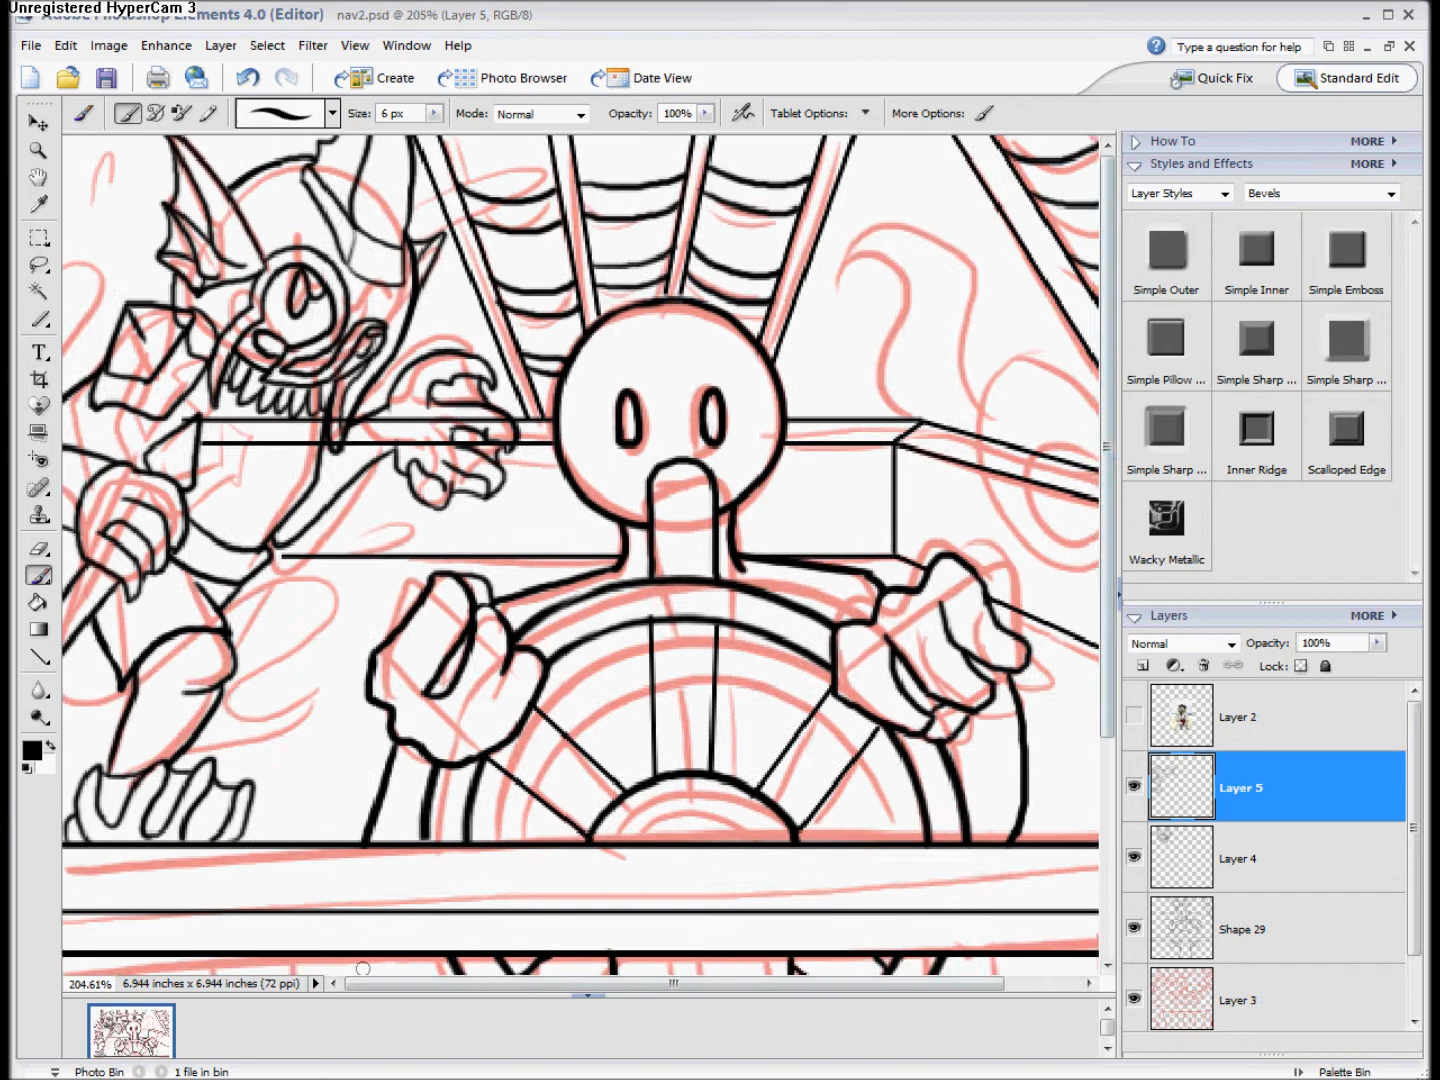 Unregistered HyperCam 3
Adobe Photoshop Elements 4.0 (Editor) nav2.psd @ 205% (Layer 5, RGB/8)
File Edit Image Enhance Layer Select Filter View Window Help Type a question for help
Create Photo Browser Date View Quick Fix Standard Edit
Size: 6 px Mode: Normal Opacity: 100% Tablet Options: More Options:
How To MORE
Styles and Effects MORE
Layer Styles Bevels
Simple Outer Simple Inner Simple Emboss
Simple Pillow ... Simple Sharp ... Simple Sharp ...
Simple Sharp ... Inner Ridge Scalloped Edge
Wacky Metallic
Layers MORE
Normal Opacity: 100%
Lock:
Layer 2
Layer 5
Layer 4
Shape 29
Layer 3
204.61% 6.944 inches x 6.944 inches (72 ppi)
Photo Bin 1 file in bin Palette Bin